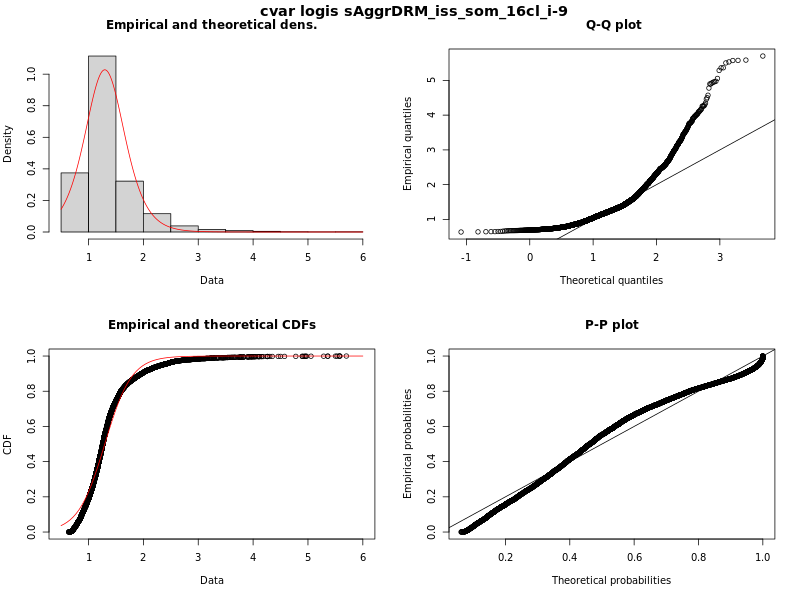 cvar logis sAggrDRM_iss_som_16cl_i-9
Empirical and theoretical dens.
Density
0.0 0.2 0.4 0.6 0.8 1.0
1 2 3 4 5 6
Data
Q-Q plot
Empirical quantiles
1 2 3 4 5
-1 0 1 2 3
Theoretical quantiles
Empirical and theoretical CDFs
CDF
0.0 0.2 0.4 0.6 0.8 1.0
1 2 3 4 5 6
Data
P-P plot
Empirical probabilities
0.0 0.2 0.4 0.6 0.8 1.0
0.2 0.4 0.6 0.8 1.0
Theoretical probabilities